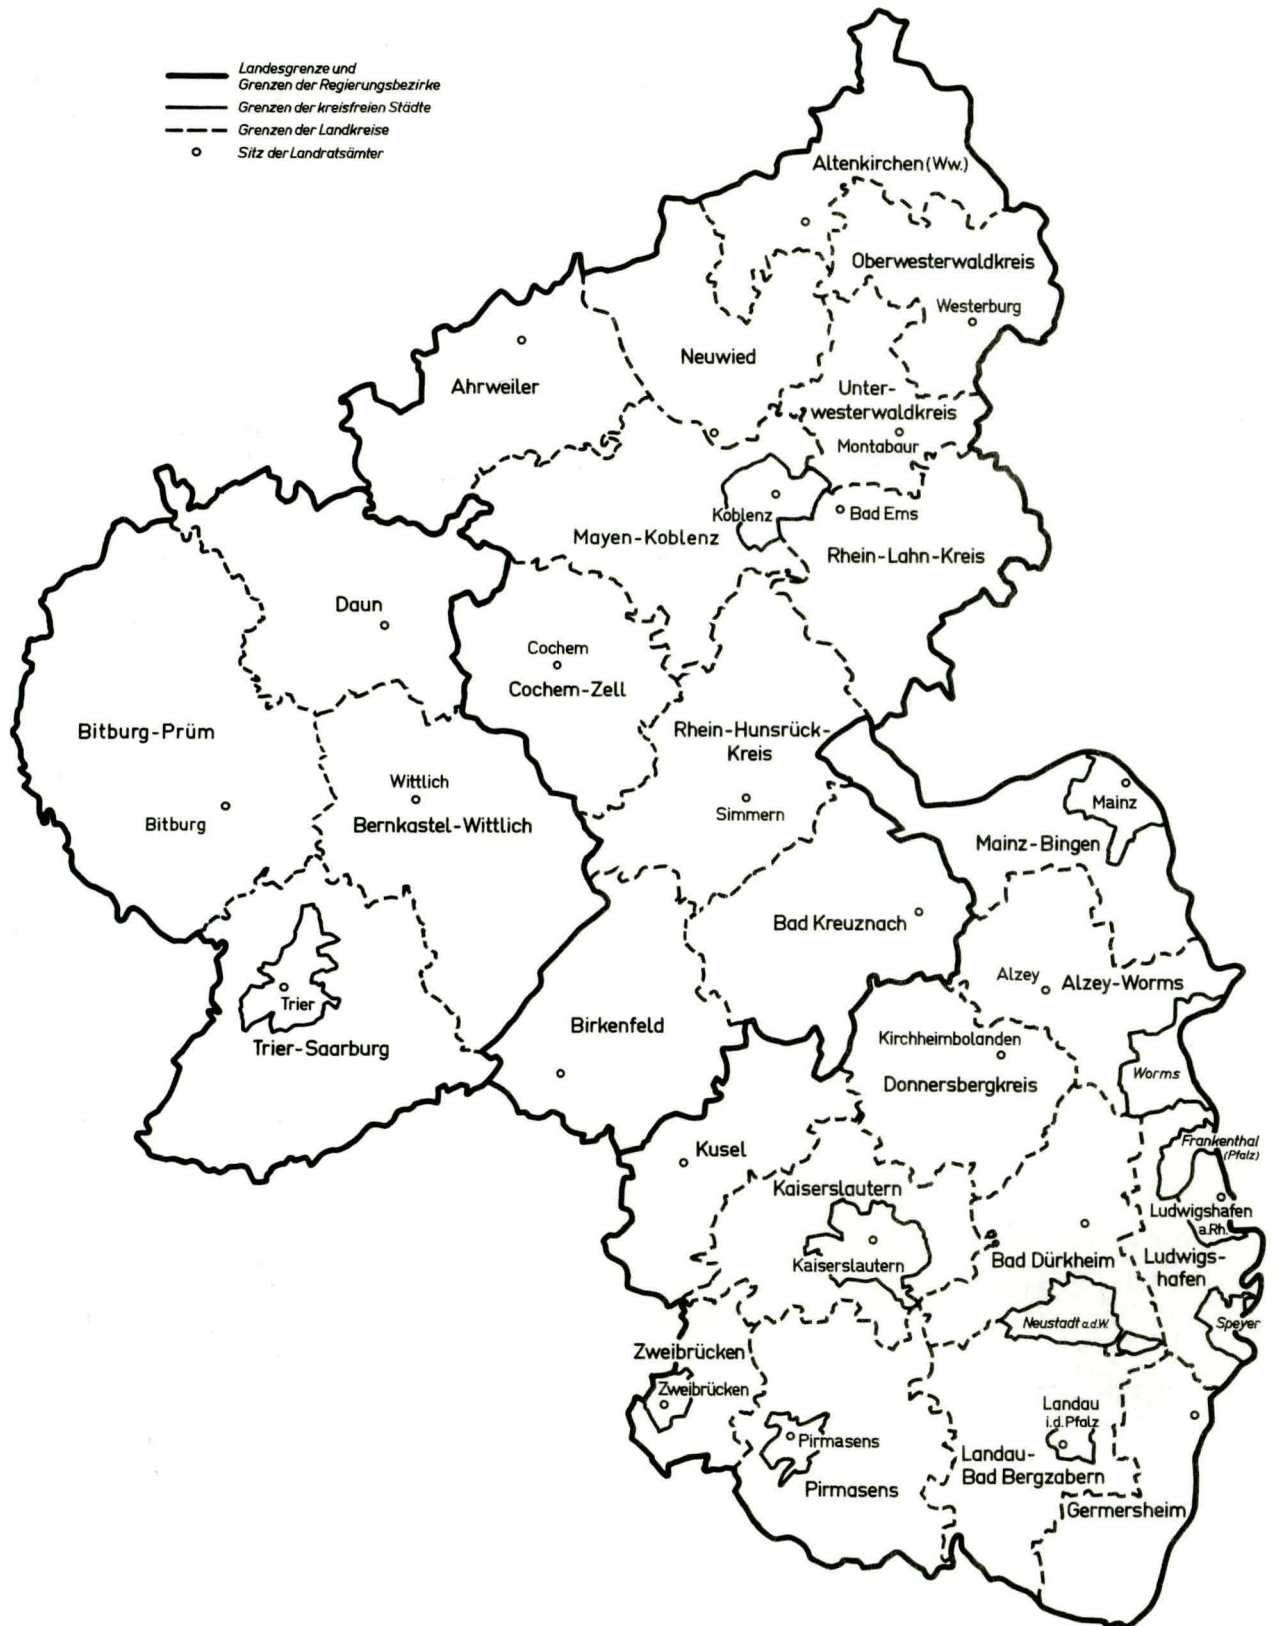 Landesgrenze und
Grenzen der Regierungsbezirke
Grenzen der kreisfreien Städte
Grenzen der Landkreise
Sitz der Landratsämter
Altenkirchen (Ww.)
Oberwesterwaldkreis
Westerburg
Neuwied
Ahrweiler
Unter-
westerwaldkreis
Montabaur
Koblenz
Bad Ems
Mayen-Koblenz
Rhein-Lahn-Kreis
Daun
Cochem
Cochem-Zell
Bitburg-Prüm
Rhein-Hunsrück-
Kreis
Wittlich
Simmern
Mainz
Bitburg
Bernkastel-Wittlich
Mainz-Bingen
Bad Kreuznach
Alzey
Alzey-Worms
Trier
Trier-Saarburg
Birkenfeld
Kirchheimbolanden
Donnersbergkreis
Worms
Kusel
Frankenthal
(Pfalz)
Kaiserslautern
Ludwigshafen
a.Rh.
Kaiserslautern
Bad Dürkheim
Ludwigs-
hafen
Neustadt a.d.W.
Speyer
Zweibrücken
Zweibrücken
Landau
i.d.Pfalz
Pirmasens
Landau-
Bad Bergzabern
Pirmasens
Germersheim